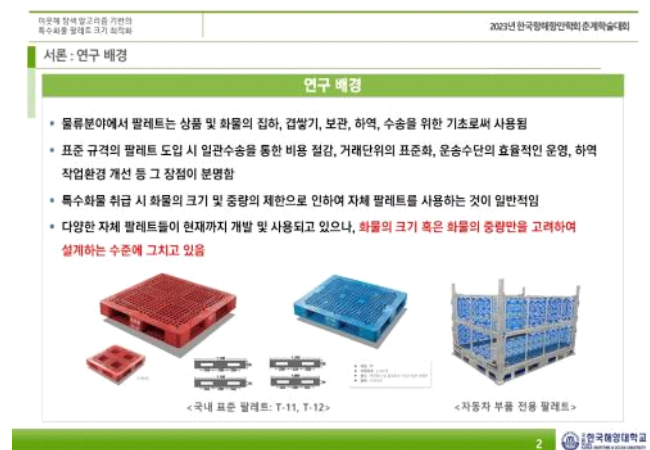 이웃해 탐색 알고리즘 기반의
특수화물 팔레트 크기 최적화
2023년 한국항해항만학회 춘계학술대회
서론 : 연구 배경
연구 배경
• 물류분야에서 팔레트는 상품 및 화물의 집하, 겹쌓기, 보관, 하역, 수송을 위한 기초로써 사용됨
• 표준 규격의 팔레트 도입 시 일관수송을 통한 비용 절감, 거래단위의 표준화, 운송수단의 효율적인 운영, 하역
작업환경 개선 등 그 장점이 분명함
• 특수화물 취급 시 화물의 크기 및 중량의 제한으로 인하여 자체 팔레트를 사용하는 것이 일반적임
• 다양한 자체 팔레트들이 현재까지 개발 및 사용되고 있으나, 화물의 크기 혹은 화물의 중량만을 고려하여
설계하는 수준에 그치고 있음
<국내 표준 팔레트: T-11, T-12>
<자동차 부품 전용 팔레트>
2
한국해양대학교